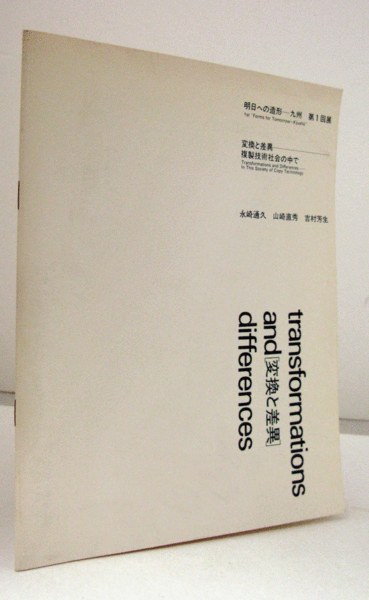 明日への造形—九州　第1回展
1st "Forms for Tomorrow—Kyushu"
変換と差異
複製技術社会の中で
Transformations and Differences
In This Society of Copy Technology
永崎通久　山崎直秀　吉村芳生
transformations
and [変換と差異]
differences